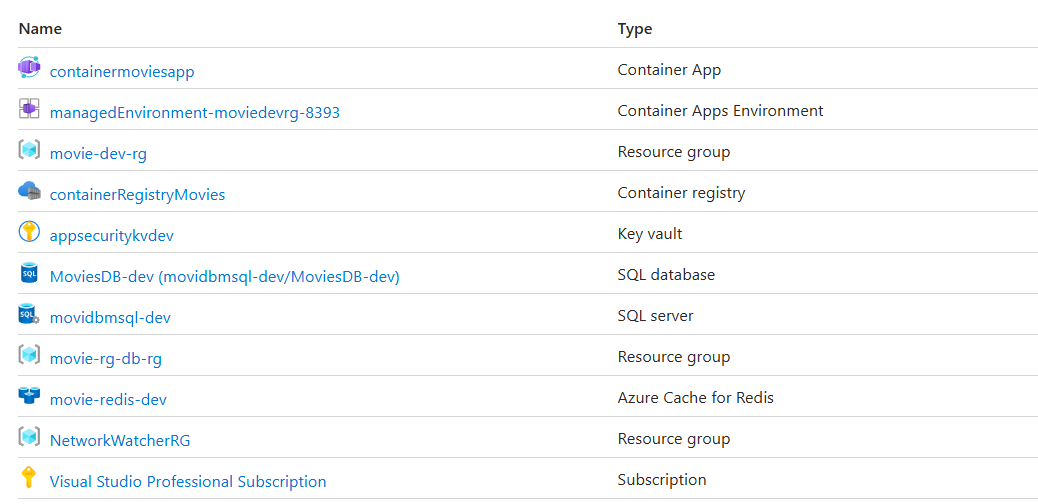 Name Type
containermoviesapp Container App
managedEnvironment-moviedevrg-8393 Container Apps Environment
movie-dev-rg Resource group
containerRegistryMovies Container registry
appsecuritykvdev Key vault
SQL MoviesDB-dev (movidbmsql-dev/MoviesDB-dev) SQL database
SQL movidbmsql-dev SQL server
movie-rg-db-rg Resource group
movie-redis-dev Azure Cache for Redis
NetworkWatcherRG Resource group
Visual Studio Professional Subscription Subscription